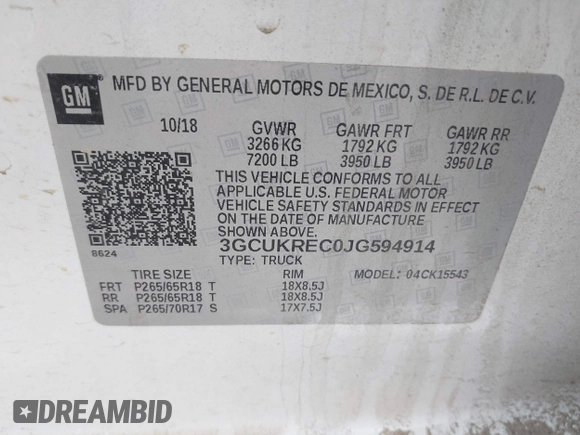 GM MFD BY GENERAL MOTORS DE MEXICO, S. DE R.L. DE C.V.
10/18 GVWR GAWR FRT GAWR RR
3266 KG 1792 KG 1792 KG
7200 LB 3950 LB 3950 LB
THIS VEHICLE CONFORMS TO ALL
APPLICABLE U.S. FEDERAL MOTOR
VEHICLE SAFETY STANDARDS IN EFFECT
ON THE DATE OF MANUFACTURE
SHOWN ABOVE.
3GCUKREC0JG594914
8624
TYPE: TRUCK MODEL: 04CK15543
TIRE SIZE RIM
FRT P265/65R18 T 18X8.5J
RR P265/65R18 T 18X8.5J
SPA P265/70R17 S 17X7.5J
DREAMBID